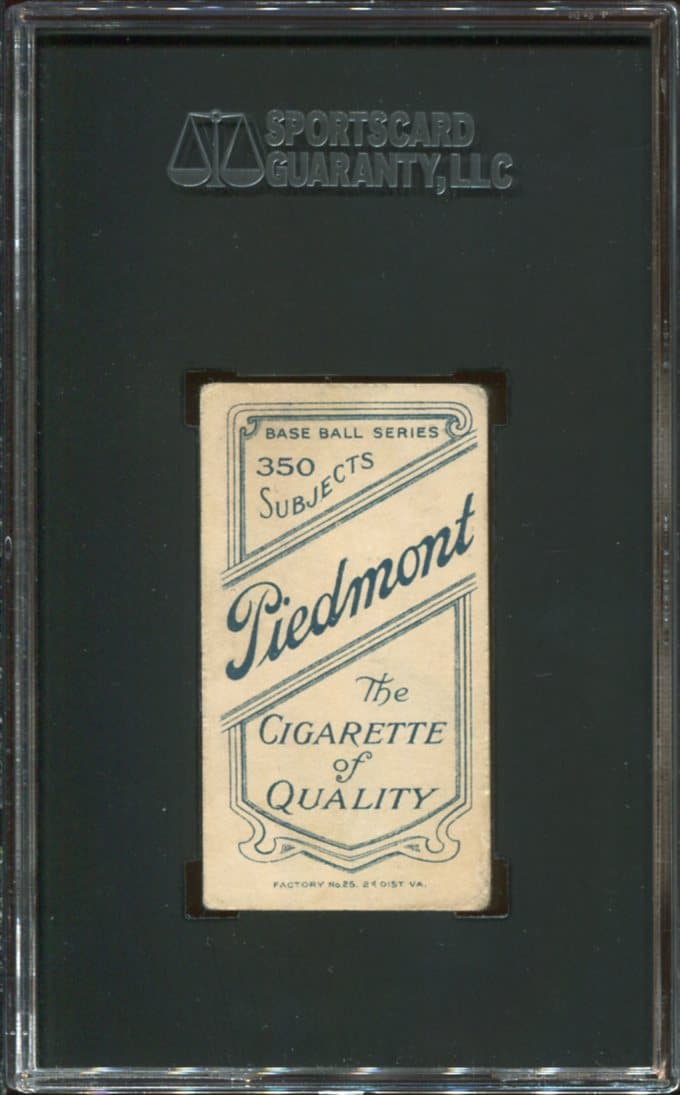 SPORTSCARD
GUARANTY, LLC
BASE BALL SERIES
350
SUBJECTS
Piedmont
The
CIGARETTE
of
QUALITY
FACTORY No 25. 2d DIST VA.